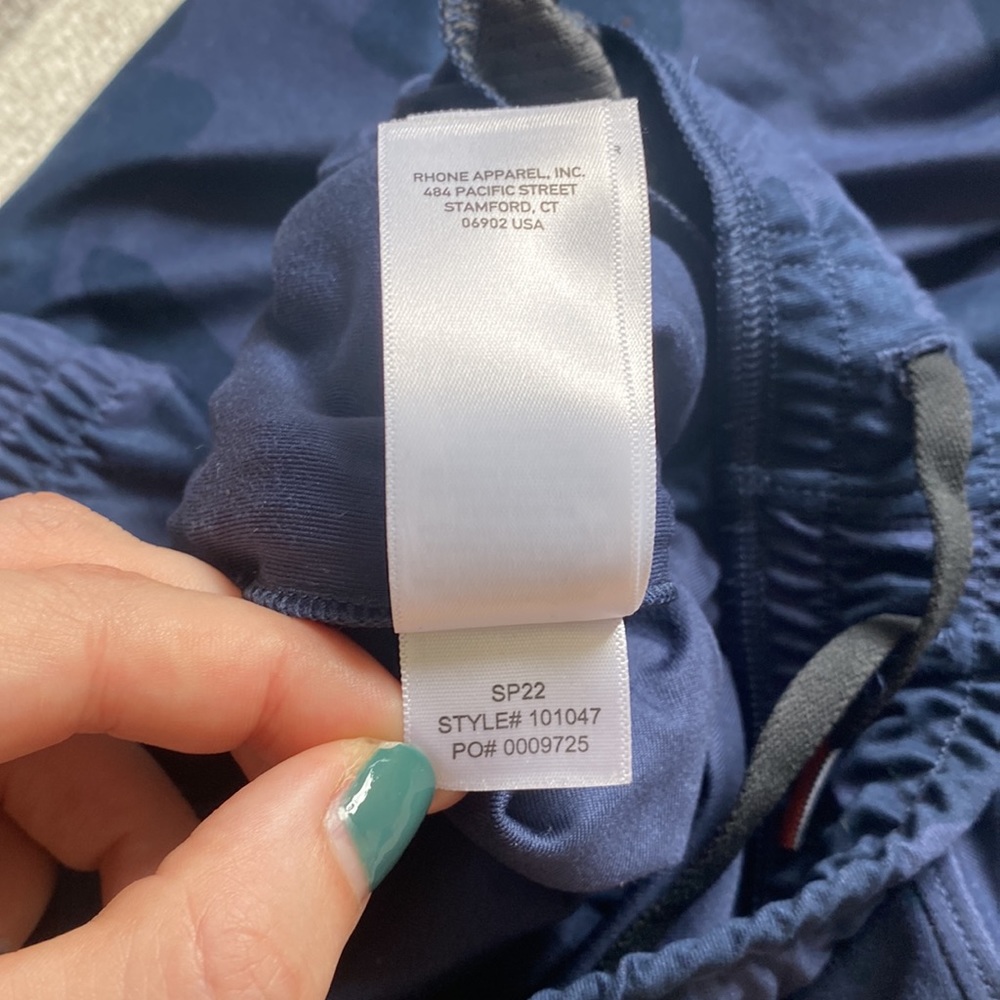 RHONE APPAREL, INC.
484 PACIFIC STREET
STAMFORD, CT
06902 USA
SP22
STYLE# 101047
PO# 0009725